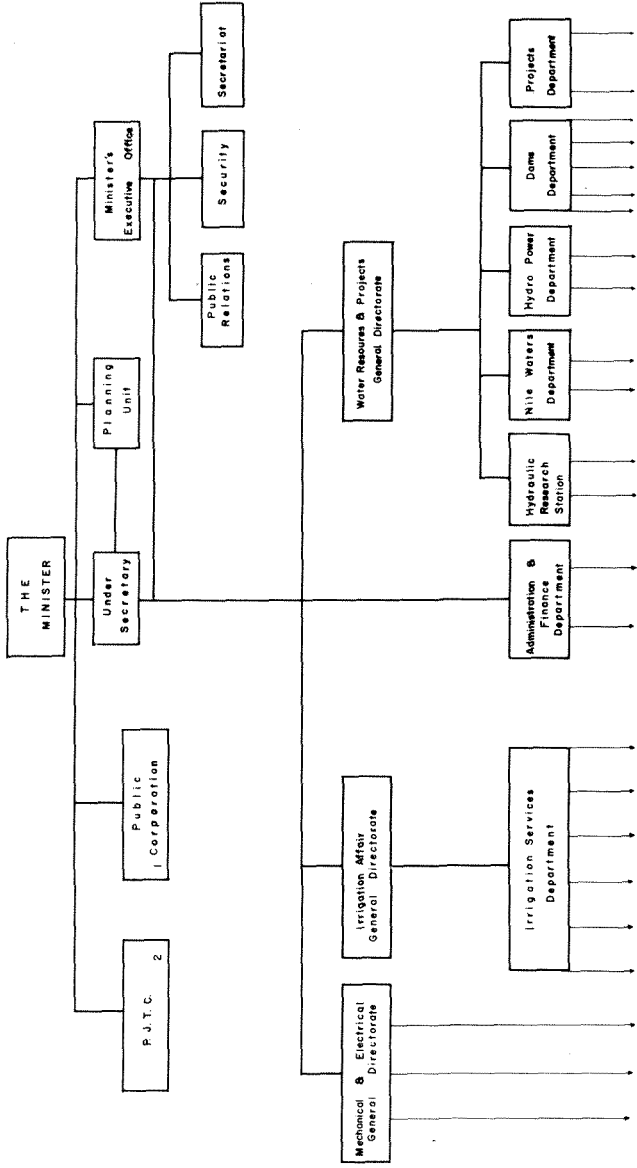 THE
MINISTER
P.J.T.C. 2
Public
1 Corporation
Under
Secretary
Planning
Unit
Minister's
Executive Office
Public
Relations
Security
Secretariat
Mechanical & Electrical
General Directorate
Irrigation Affair
General Directorate
Water Resoures & Projects
General Directorate
Irrigation Services
Department
Administration &
Finance
Department
Hydraulic
Research
Station
Nile Waters
Department
Hydro Power
Department
Dams
Department
Projects
Department